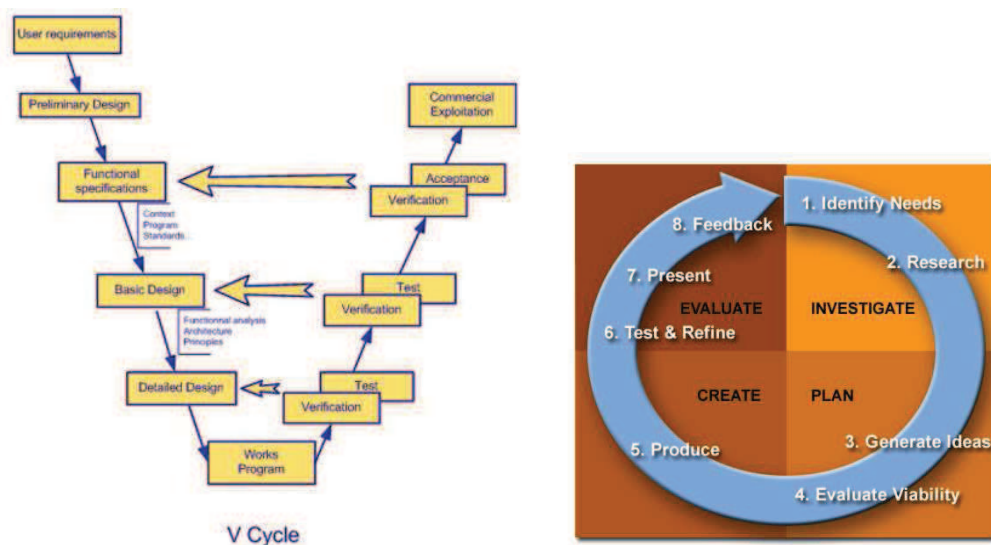 User requirements
Preliminary Design
Functional
specifications
Context
Program
Standards...
Basic Design
Functionnal analysis
Architecture
Principles
Detailed Design
Works
Program
Commercial
Exploitation
Acceptance
Verification
Test
Verification
Test
Verification
V Cycle
1. Identify Needs
2. Research
3. Generate Ideas
4. Evaluate Viability
5. Produce
6. Test & Refine
7. Present
8. Feedback
EVALUATE
INVESTIGATE
CREATE
PLAN